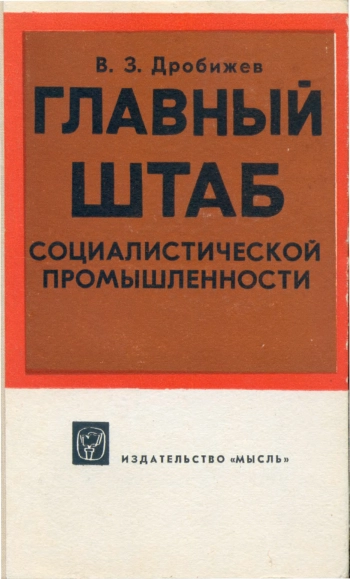 В. З. Дробижев
ГЛАВНЫЙ
ШТАБ
СОЦИАЛИСТИЧЕСКОЙ
ПРОМЫШЛЕННОСТИ
ИЗДАТЕЛЬСТВО «МЫСЛЬ»